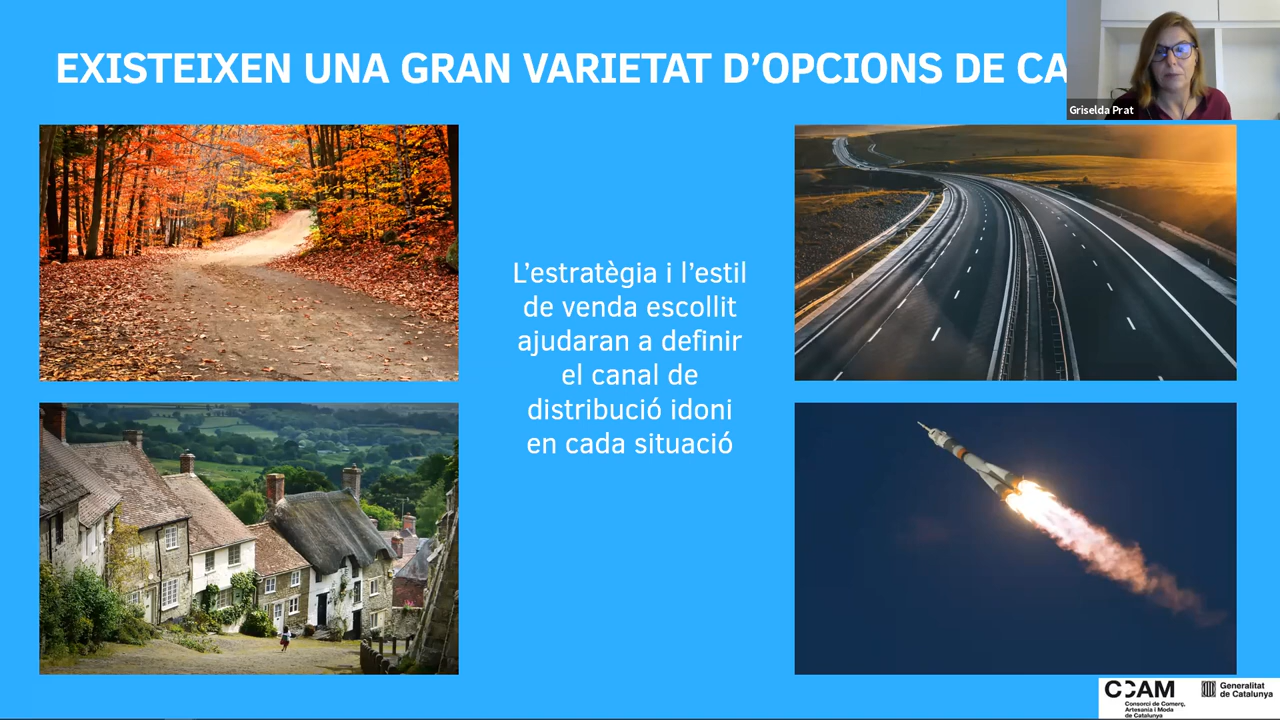 EXISTEIXEN UNA GRAN VARIETAT D’OPCIONS DE CA
Griselda Prat
L’estratègia i l’estil
de venda escollit
ajudaran a definir
el canal de
distribució idoni
en cada situació
CCAM
Consorci de Comerç,
Artesania i Moda
de Catalunya
Generalitat
de Catalunya